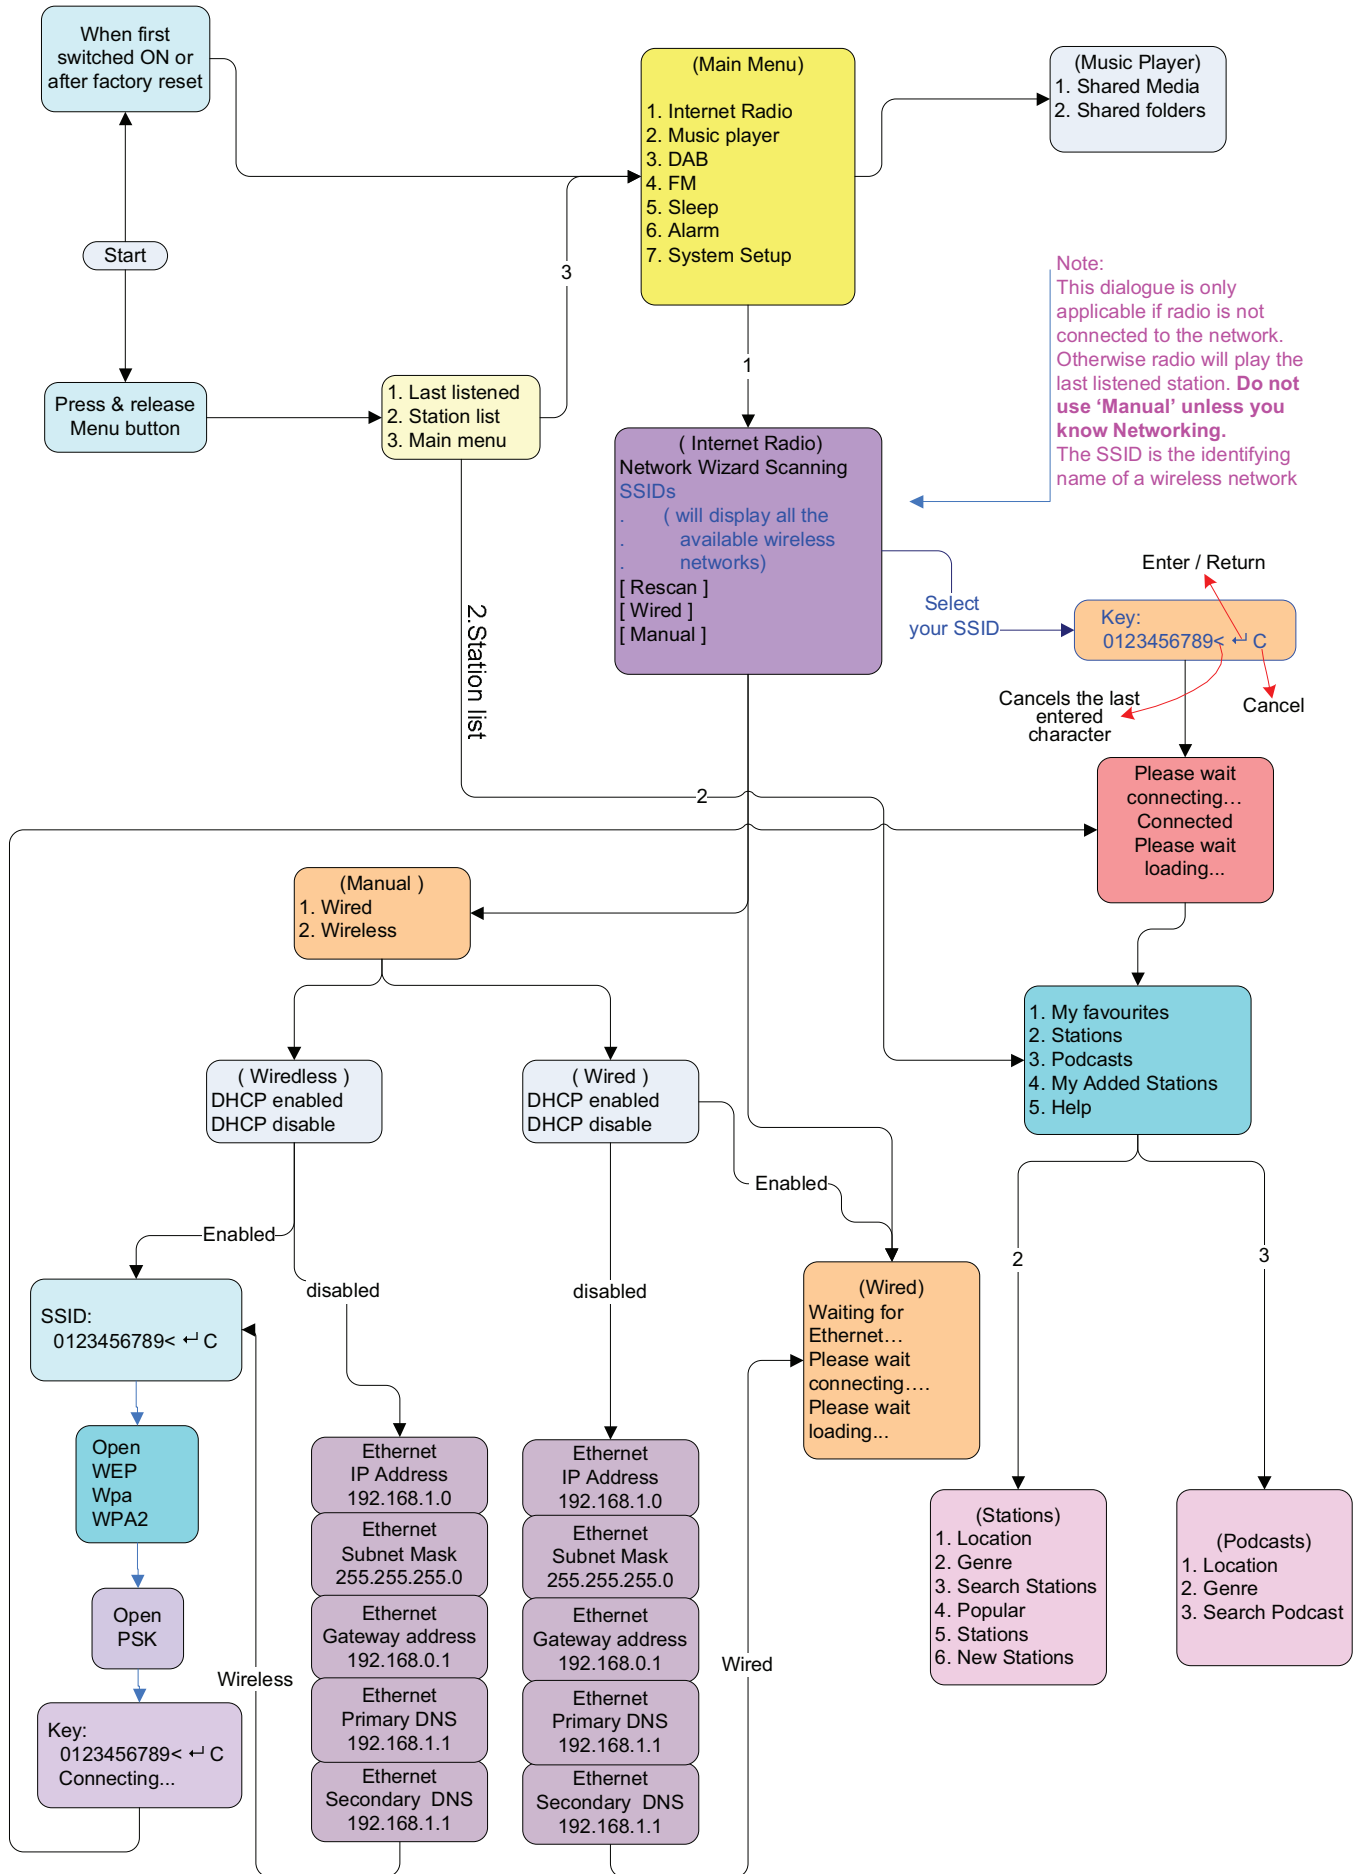 When first
switched ON or
after factory reset
(Main Menu)
1. Internet Radio
2. Music player
3. DAB
4. FM
5. Sleep
6. Alarm
7. System Setup
(Music Player)
1. Shared Media
2. Shared folders
Start
3
Note:
This dialogue is only
applicable if radio is not
connected to the network.
Otherwise radio will play the
last listened station. Do not
use ‘Manual’ unless you
know Networking.
The SSID is the identifying
name of a wireless network
1
Press & release
Menu button
1. Last listened
2. Station list
3. Main menu
( Internet Radio)
Network Wizard Scanning
SSIDs
. ( will display all the
. available wireless
. networks)
[ Rescan ]
[ Wired ]
[ Manual ]
Select
your SSID
Enter / Return
Key:
0123456789< ↵ C
Cancels the last
entered
character
Cancel
2.Station list
2
Please wait
connecting…
Connected
Please wait
loading...
(Manual )
1. Wired
2. Wireless
1. My favourites
2. Stations
3. Podcasts
4. My Added Stations
5. Help
( Wiredless )
DHCP enabled
DHCP disable
( Wired )
DHCP enabled
DHCP disable
Enabled
Enabled
disabled
disabled
2
3
SSID:
0123456789< ↵ C
(Wired)
Waiting for
Ethernet…
Please wait
connecting….
Please wait
loading...
Open
WEP
Wpa
WPA2
Open
PSK
Key:
0123456789< ↵ C
Connecting...
Wireless
Ethernet
IP Address
192.168.1.0
Ethernet
Subnet Mask
255.255.255.0
Ethernet
Gateway address
192.168.0.1
Ethernet
Primary DNS
192.168.1.1
Ethernet
Secondary DNS
192.168.1.1
Ethernet
IP Address
192.168.1.0
Ethernet
Subnet Mask
255.255.255.0
Ethernet
Gateway address
192.168.0.1
Ethernet
Primary DNS
192.168.1.1
Ethernet
Secondary DNS
192.168.1.1
Wired
(Stations)
1. Location
2. Genre
3. Search Stations
4. Popular
5. Stations
6. New Stations
(Podcasts)
1. Location
2. Genre
3. Search Podcast